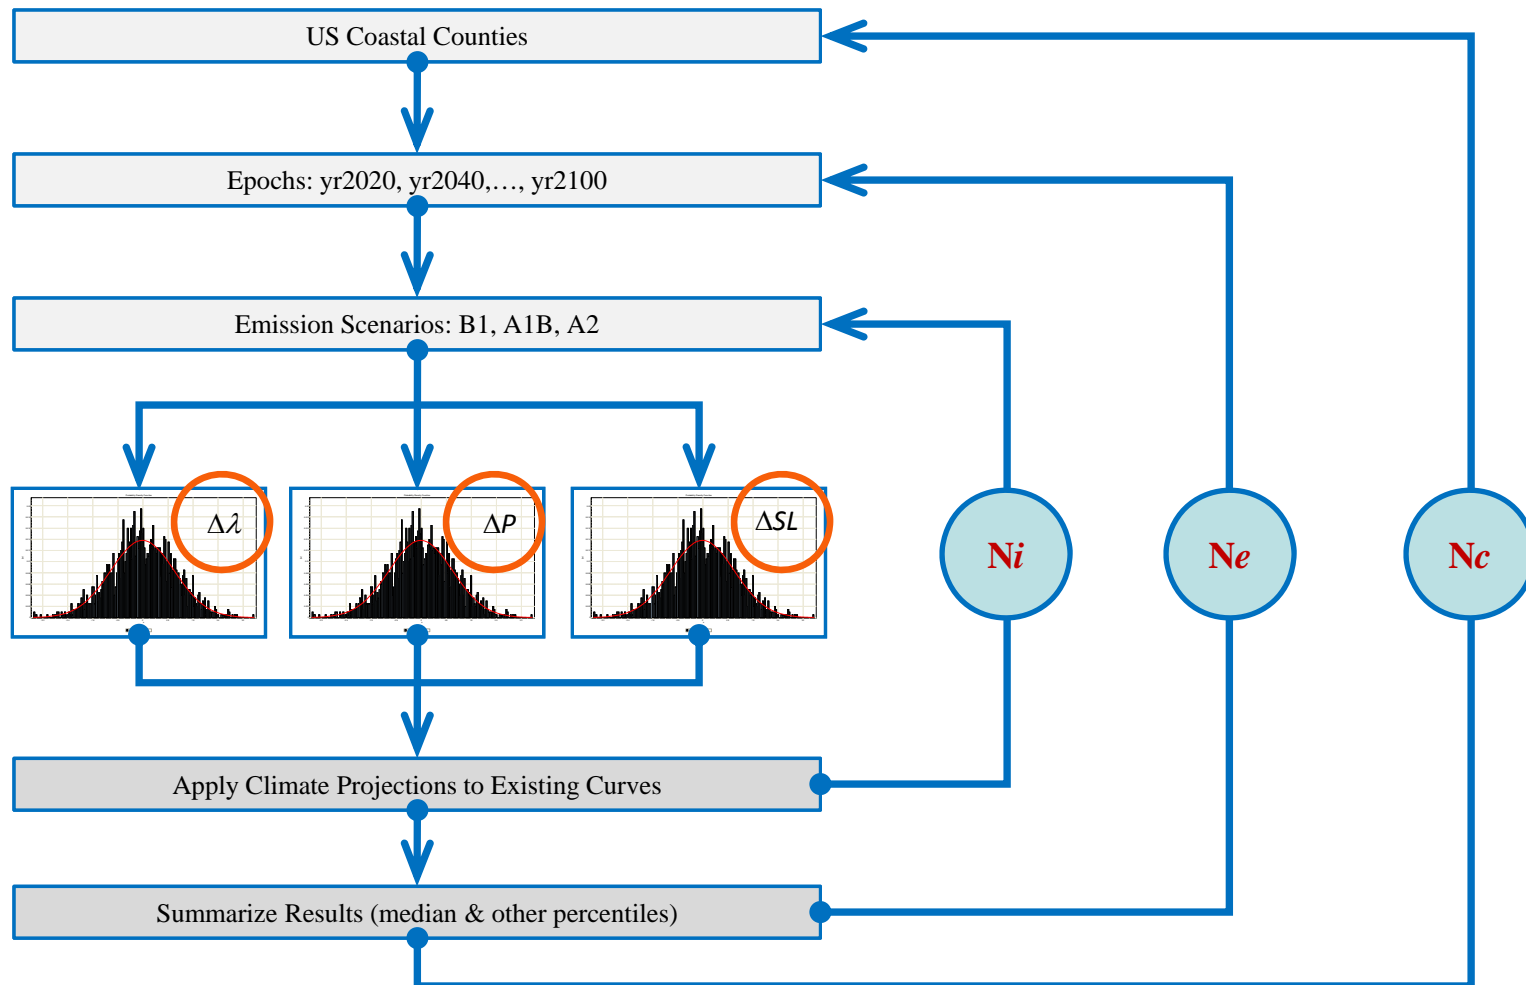 US Coastal Counties
Epochs: yr2020, yr2040,…, yr2100
Emission Scenarios: B1, A1B, A2
Δλ
ΔP
ΔSL
Ni
Ne
Nc
Apply Climate Projections to Existing Curves
Summarize Results (median & other percentiles)